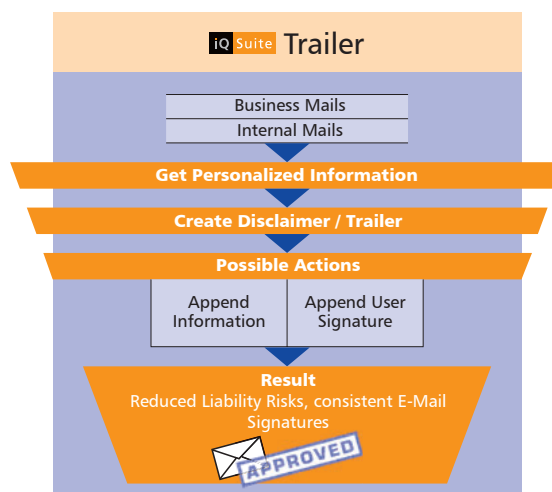 iQ Suite Trailer
Business Mails
Internal Mails
Get Personalized Information
Create Disclaimer / Trailer
Possible Actions
Append
Information
Append User
Signature
Result
Reduced Liability Risks, consistent E-Mail
Signatures
APPROVED